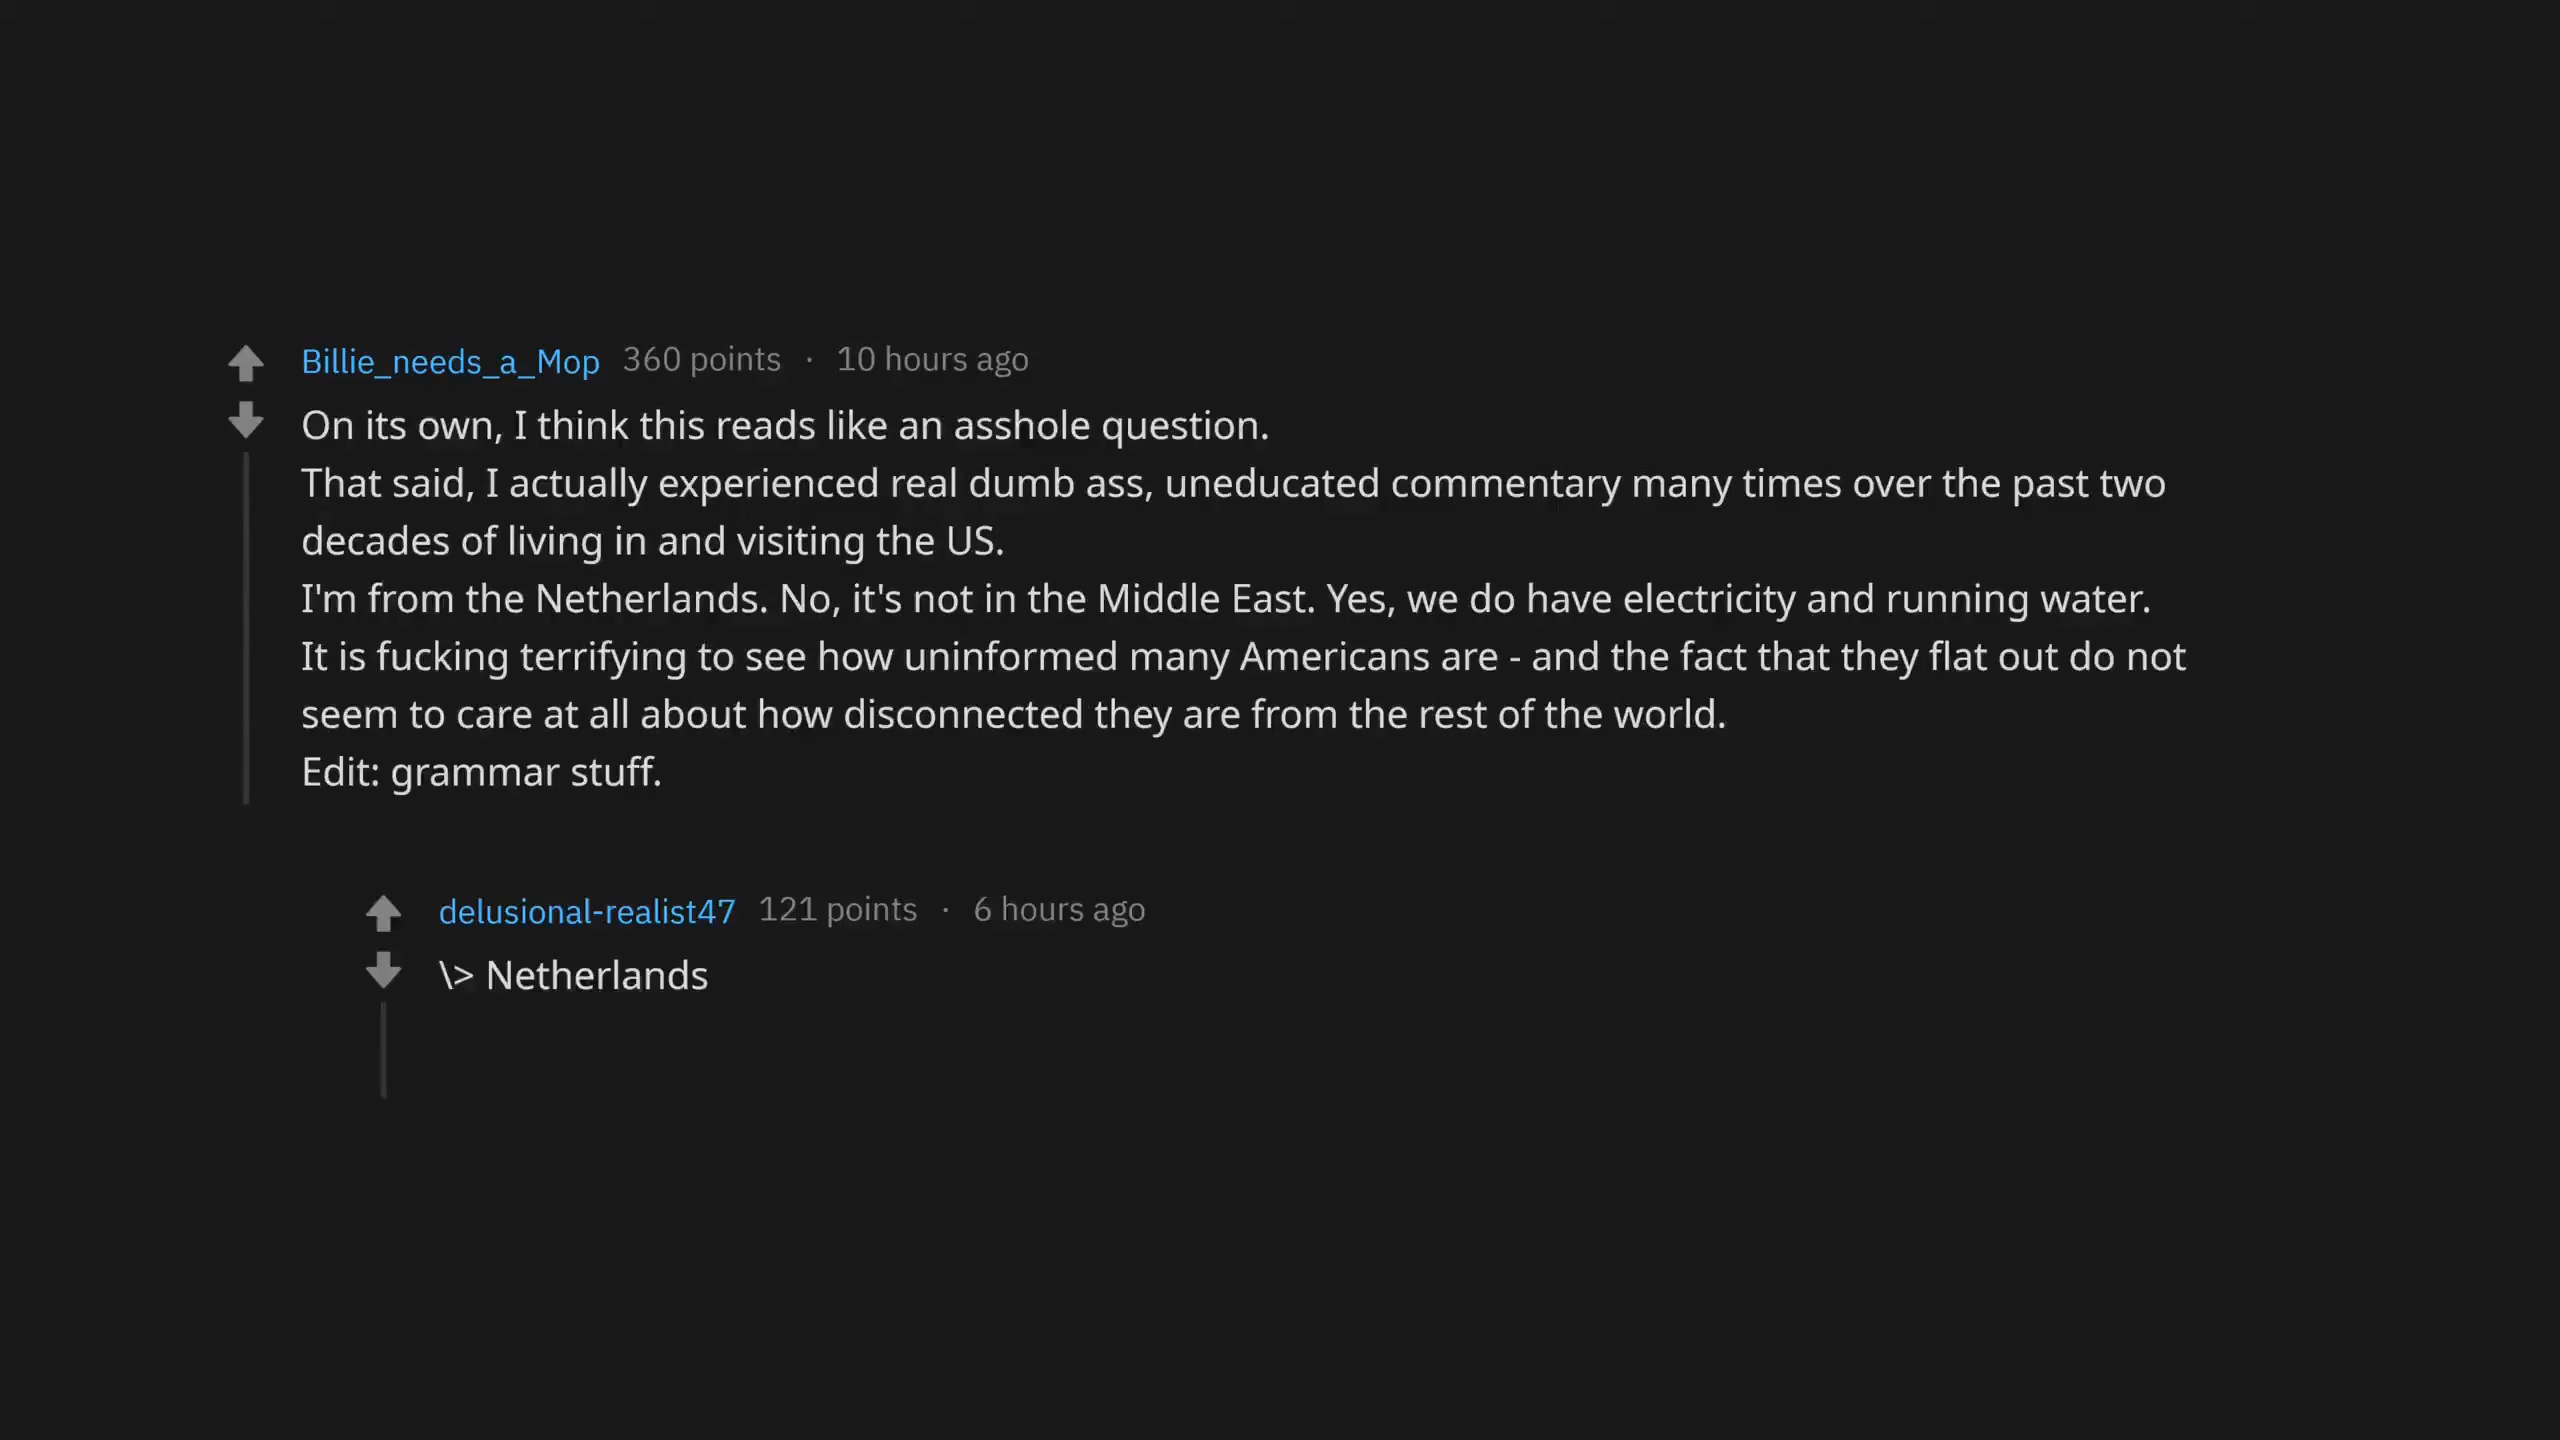 Billie_needs_a_Mop 360 points · 10 hours ago
On its own, I think this reads like an asshole question.
That said, I actually experienced real dumb ass, uneducated commentary many times over the past two
decades of living in and visiting the US.
I'm from the Netherlands. No, it's not in the Middle East. Yes, we do have electricity and running water.
It is fucking terrifying to see how uninformed many Americans are - and the fact that they flat out do not
seem to care at all about how disconnected they are from the rest of the world.
Edit: grammar stuff.
delusional-realist47 121 points · 6 hours ago
\> Netherlands